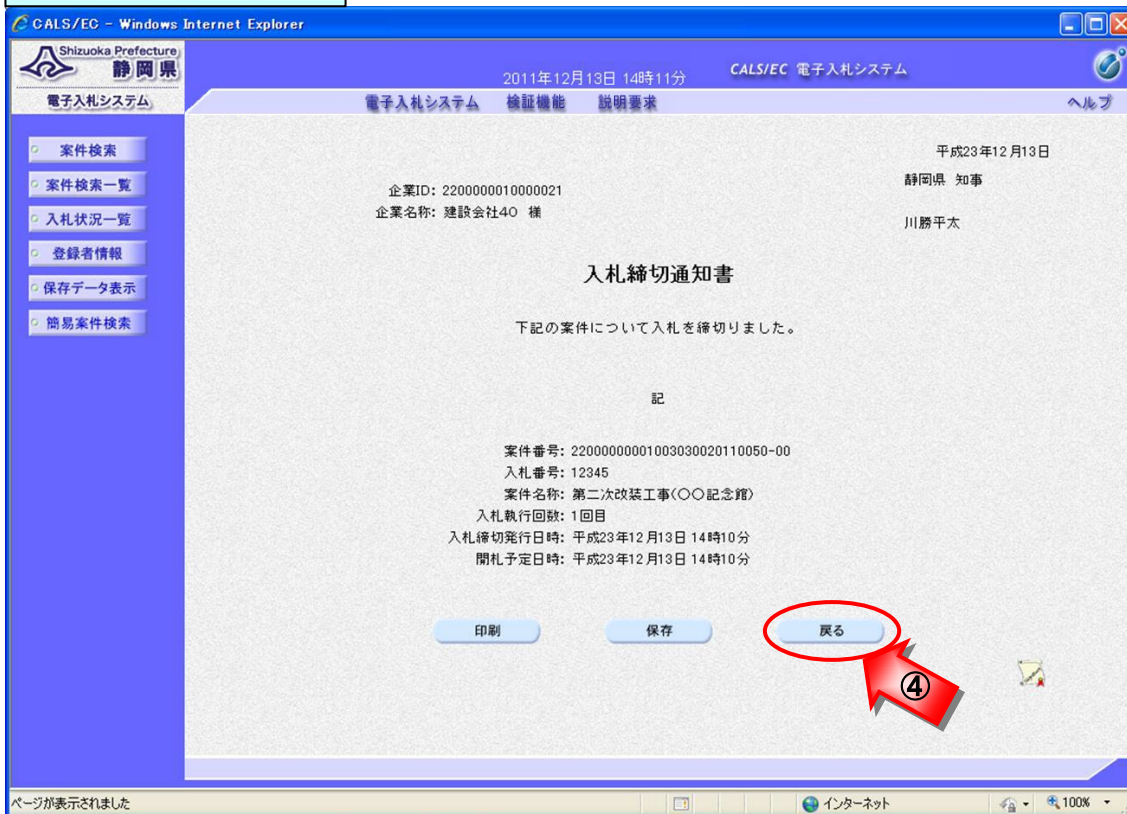 CALS/EC - Windows Internet Explorer
Shizuoka Prefecture
静岡県
2011年12月13日 14時11分
CALS/EC 電子入札システム
電子入札システム
電子入札システム 検証機能 説明要求
ヘルプ
案件検索
案件検索一覧
入札状況一覧
登録者情報
保存データ表示
簡易案件検索
平成23年12月13日
企業ID: 2200000010000021
静岡県 知事
企業名称: 建設会社40 様
川勝平太
入札締切通知書
下記の案件について入札を締切りました。
記
案件番号: 22000000001003030020110050-00
入札番号: 12345
案件名称: 第二次改装工事(〇〇記念館)
入札執行回数: 1回目
入札締切発行日時: 平成23年12月13日 14時10分
開札予定日時: 平成23年12月13日 14時10分
印刷
保存
戻る
④
ページが表示されました
インターネット
100%